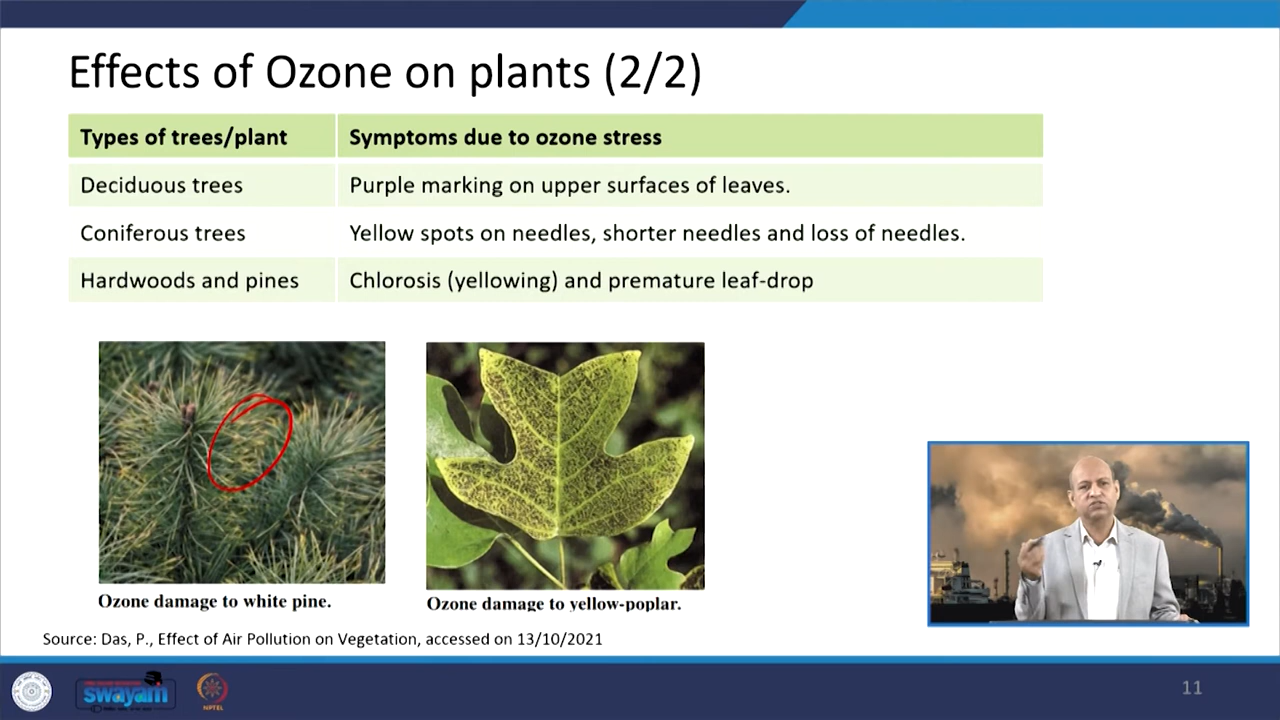 Effects of Ozone on plants (2/2)
Types of trees/plant Symptoms due to ozone stress
Deciduous trees Purple marking on upper surfaces of leaves.
Coniferous trees Yellow spots on needles, shorter needles and loss of needles.
Hardwoods and pines Chlorosis (yellowing) and premature leaf-drop
Ozone damage to white pine.
Ozone damage to yellow-poplar.
Source: Das, P., Effect of Air Pollution on Vegetation, accessed on 13/10/2021
swayam
NPTEL
11